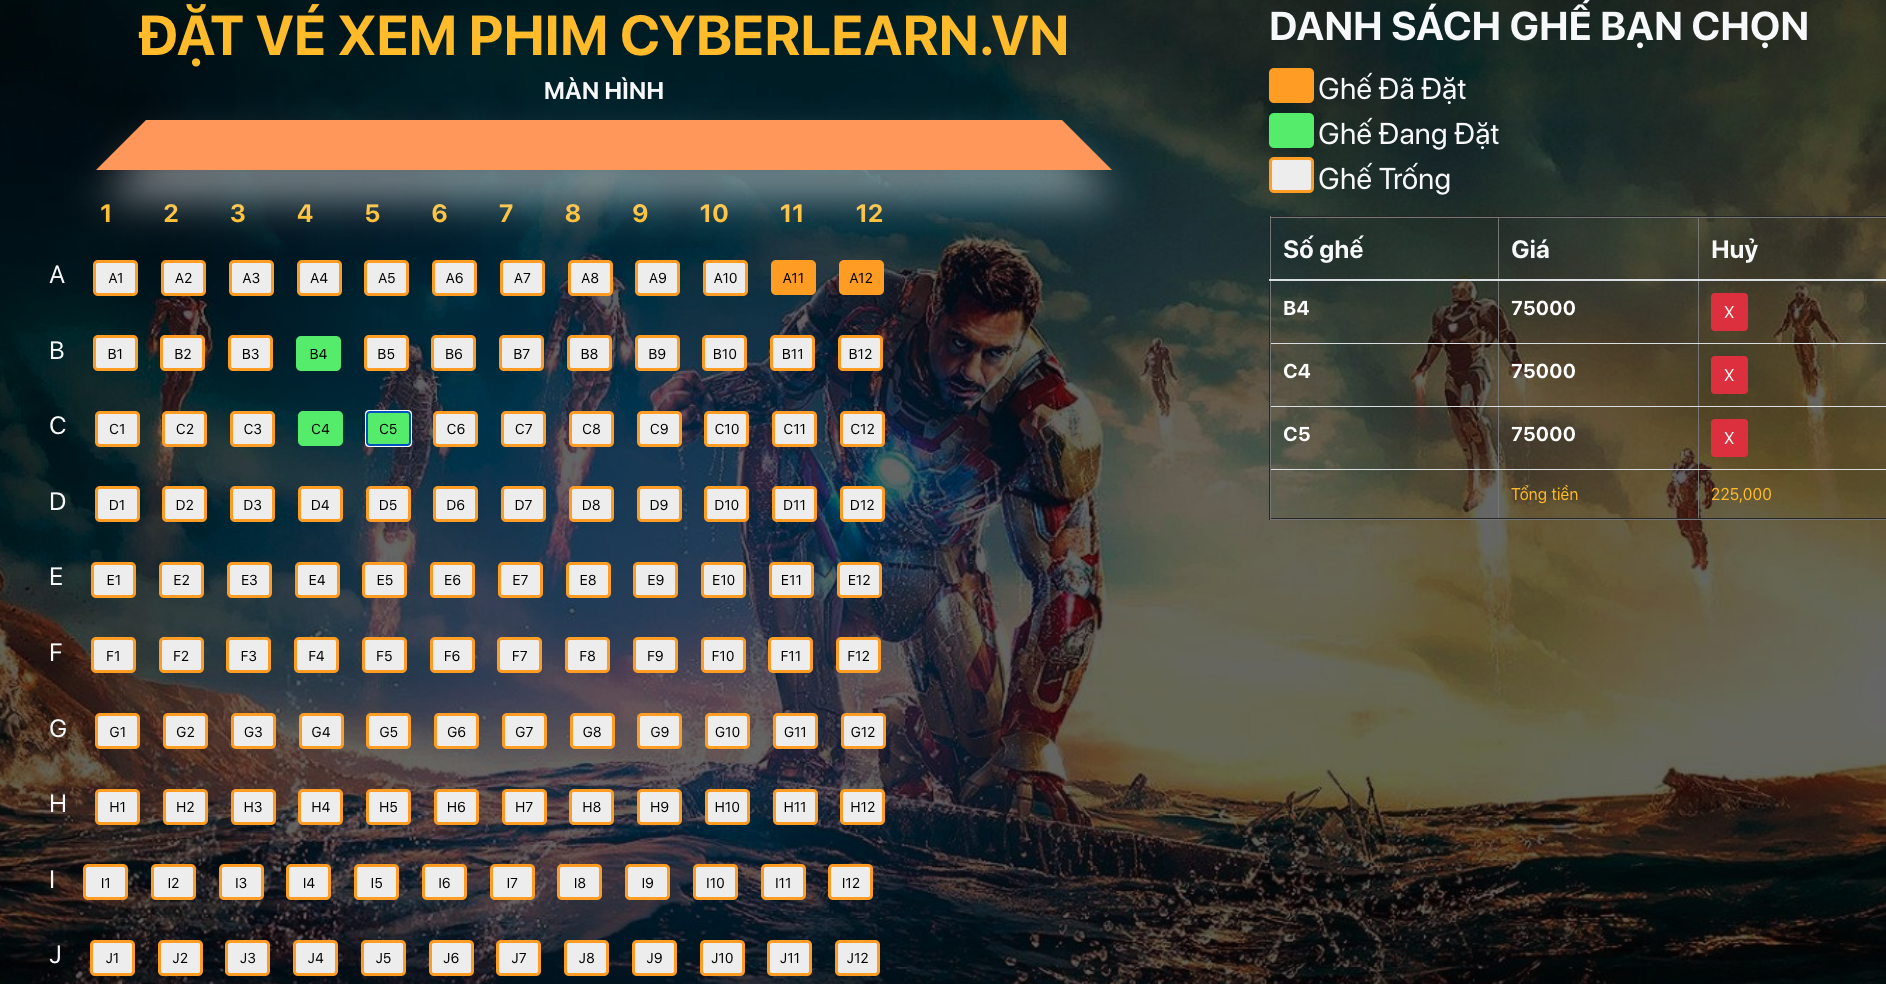 ĐẶT VÉ XEM PHIM CYBERLEARN.VN
MÀN HÌNH
1 2 3 4 5 6 7 8 9 10 11 12
A A1 A2 A3 A4 A5 A6 A7 A8 A9 A10 A11 A12
B B1 B2 B3 B4 B5 B6 B7 B8 B9 B10 B11 B12
C C1 C2 C3 C4 C5 C6 C7 C8 C9 C10 C11 C12
D D1 D2 D3 D4 D5 D6 D7 D8 D9 D10 D11 D12
E E1 E2 E3 E4 E5 E6 E7 E8 E9 E10 E11 E12
F F1 F2 F3 F4 F5 F6 F7 F8 F9 F10 F11 F12
G G1 G2 G3 G4 G5 G6 G7 G8 G9 G10 G11 G12
H H1 H2 H3 H4 H5 H6 H7 H8 H9 H10 H11 H12
I I1 I2 I3 I4 I5 I6 I7 I8 I9 I10 I11 I12
J J1 J2 J3 J4 J5 J6 J7 J8 J9 J10 J11 J12
DANH SÁCH GHẾ BẠN CHỌN
Ghế Đã Đặt
Ghế Đang Đặt
Ghế Trống
Số ghế Giá Huỷ
B4 75000 X
C4 75000 X
C5 75000 X
Tổng tiền 225,000